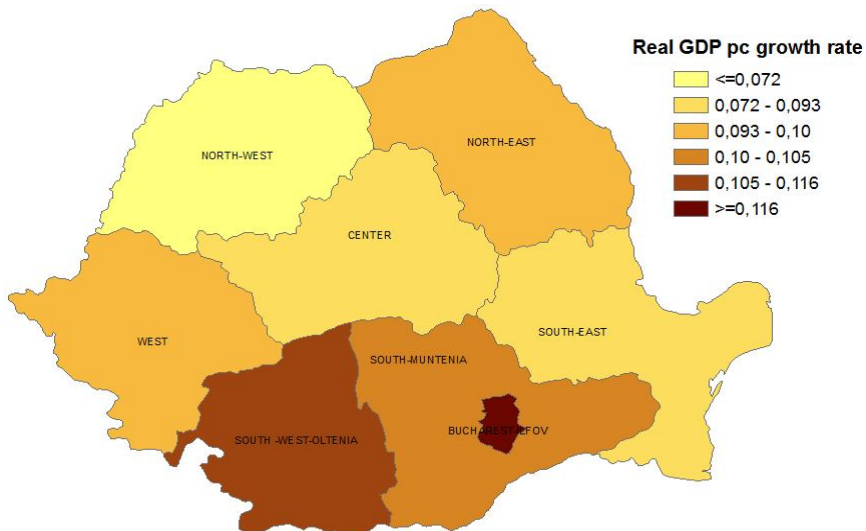 Real GDP pc growth rate
<=0,072
0,072 - 0,093
0,093 - 0,10
0,10 - 0,105
0,105 - 0,116
>=0,116
NORTH-WEST
NORTH-EAST
CENTER
SOUTH-EAST
WEST
SOUTH-MUNTENIA
SOUTH -WEST-OLTENIA
BUCHAREST-ILFOV